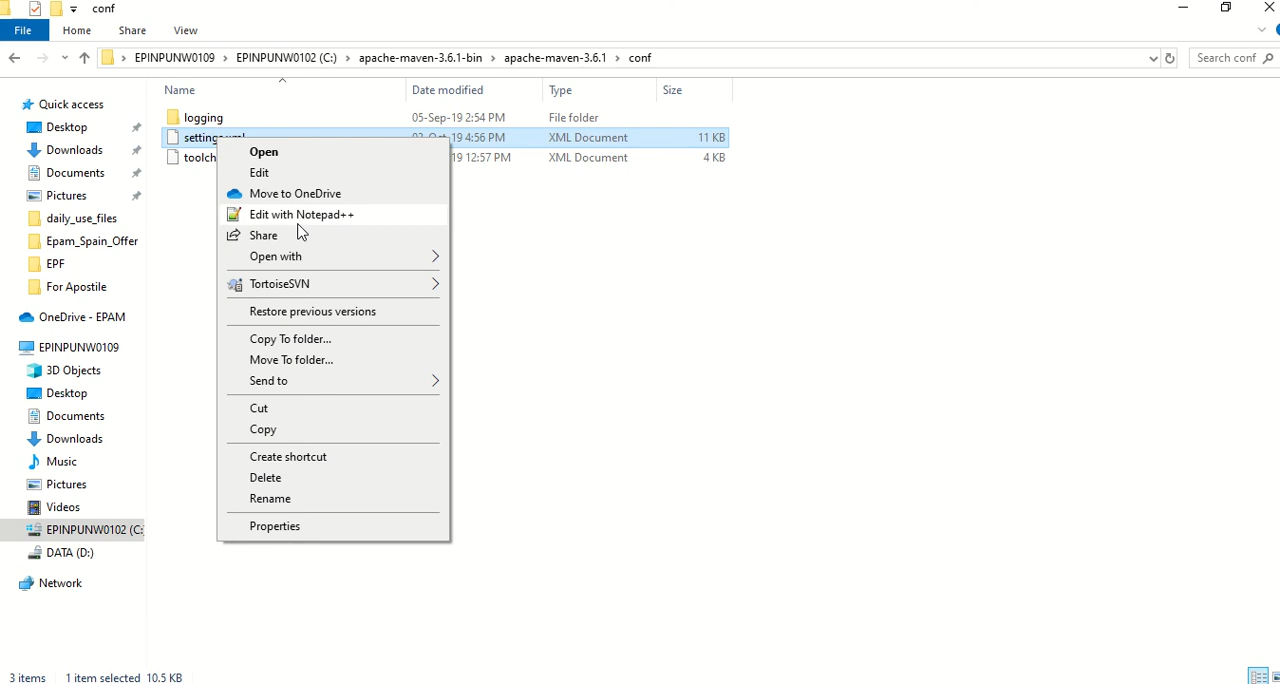 conf
File Home Share View
EPINPUNW0109 > EPINPUNW0102 (C:) > apache-maven-3.6.1-bin > apache-maven-3.6.1 > conf
Search conf
Name Date modified Type Size
logging 05-Sep-19 2:54 PM File folder
19 4:56 PM XML Document 11 KB
19 12:57 PM XML Document 4 KB
Quick access
Desktop
Downloads
Documents
Pictures
daily_use_files
Epam_Spain_Offer
EPF
For Apostile
OneDrive - EPAM
EPINPUNW0109
3D Objects
Desktop
Documents
Downloads
Music
Pictures
Videos
EPINPUNW0102 (C:
DATA (D:)
Network
Open
Edit
Move to OneDrive
Edit with Notepad++
Share
Open with
TortoiseSVN
Restore previous versions
Copy To folder...
Move To folder...
Send to
Cut
Copy
Create shortcut
Delete
Rename
Properties
3 items 1 item selected 10.5 KB